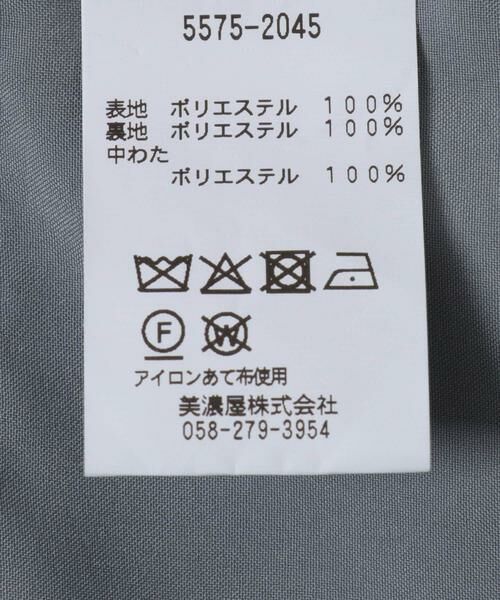 5575-2045
表地 ポリエステル １００％
裏地 ポリエステル １００％
中わた
ポリエステル １００％
F W
アイロンあて布使用
美濃屋株式会社
058-279-3954